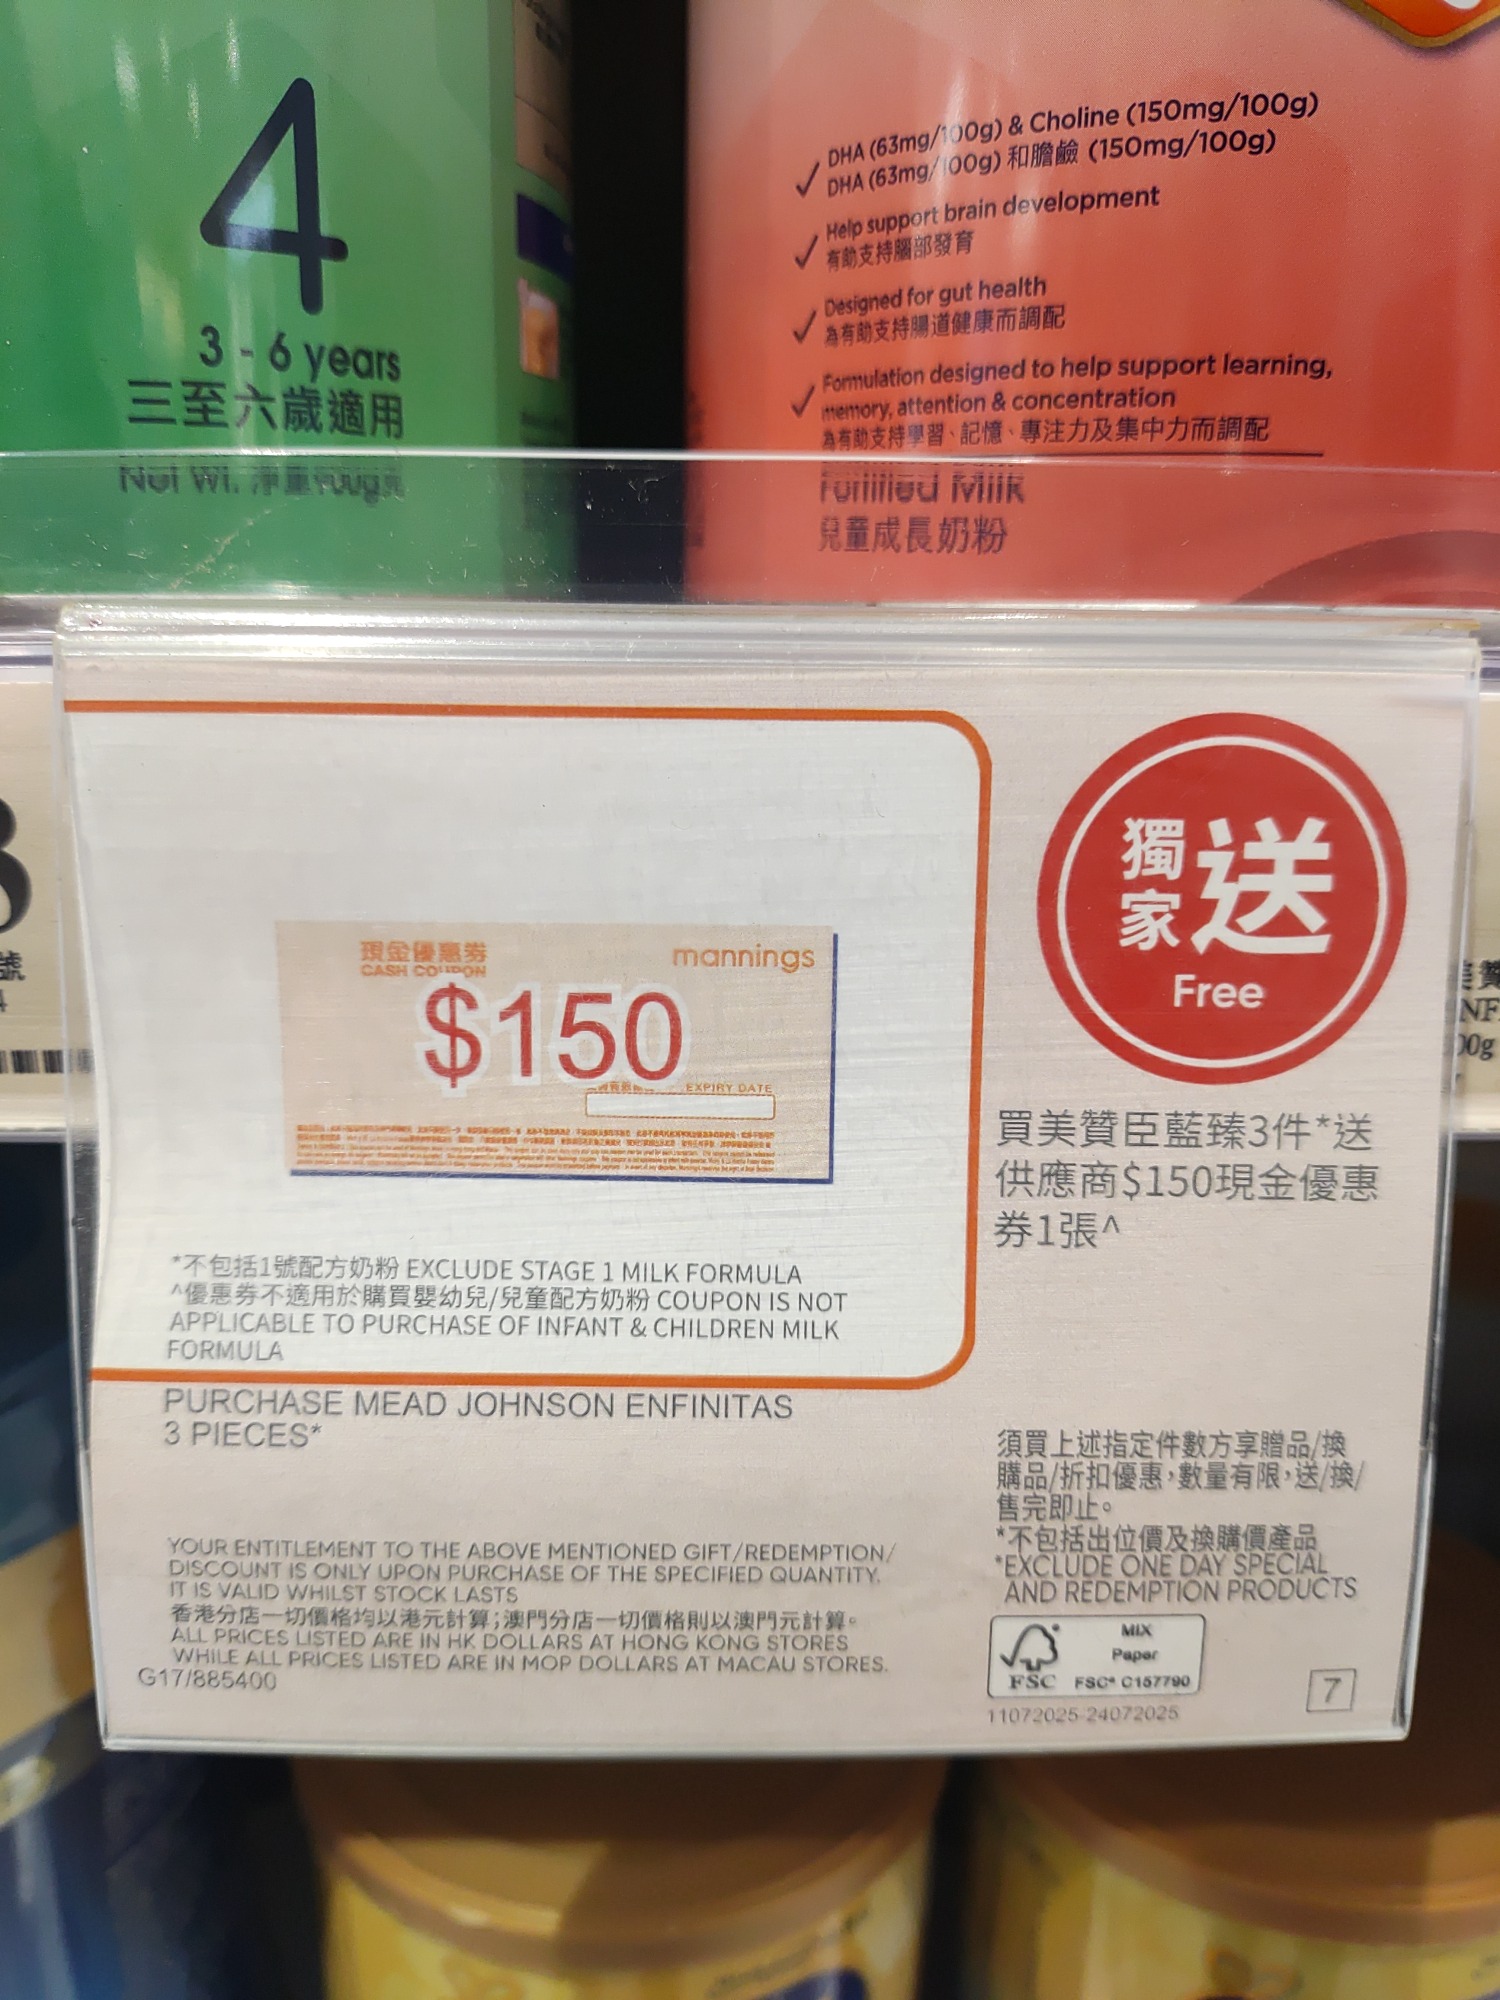 4
3 - 6 years
三至六歲適用
Net Wt. 淨重900g克
DHA (63mg/100g) & Choline (150mg/100g)
DHA (63mg/100g) 和膽鹼 (150mg/100g)
Help support brain development
有助支持腦部發育
Designed for gut health
為有助支持腸道健康而調配
Formulation designed to help support learning,
memory, attention & concentration
為有助支持學習、記憶、專注力及集中力而調配
Formulated Milk
兒童成長奶粉
現金優惠券
CASH COUPON
mannings
$150
EXPIRY DATE
獨家送
Free
買美贊臣藍臻3件*送
供應商$150現金優惠
券1張^
*不包括1號配方奶粉 EXCLUDE STAGE 1 MILK FORMULA
^優惠券不適用於購買嬰幼兒/兒童配方奶粉 COUPON IS NOT
APPLICABLE TO PURCHASE OF INFANT & CHILDREN MILK
FORMULA
PURCHASE MEAD JOHNSON ENFINITAS
3 PIECES*
須買上述指定件數方享贈品/換
購品/折扣優惠,數量有限,送/換/
售完即止。
*不包括出位價及換購價產品
*EXCLUDE ONE DAY SPECIAL
AND REDEMPTION PRODUCTS
YOUR ENTITLEMENT TO THE ABOVE MENTIONED GIFT/REDEMPTION/
DISCOUNT IS ONLY UPON PURCHASE OF THE SPECIFIED QUANTITY.
IT IS VALID WHILST STOCK LASTS
香港分店一切價格均以港元計算;澳門分店一切價格則以澳門元計算。
ALL PRICES LISTED ARE IN HK DOLLARS AT HONG KONG STORES
WHILE ALL PRICES LISTED ARE IN MOP DOLLARS AT MACAU STORES.
G17/885400
MIX
Paper
FSC
FSC® C157790
11072025-24072025
7